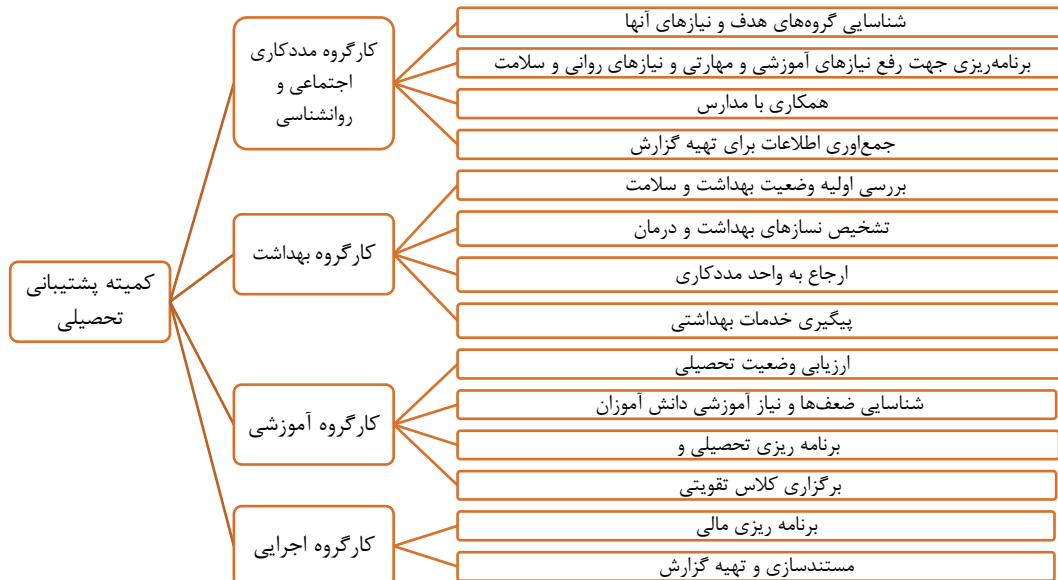 کمیته پشتیبانی
تحصیلی
کارگروه مددکاری
اجتماعی و
روانشناسی
شناسایی گروه‌های هدف و نیازهای آنها
برنامه‌ریزی جهت رفع نیازهای آموزشی و مهارتی و نیازهای روانی و سلامت
همکاری با مدارس
جمع‌اوری اطلاعات برای تهیه گزارش
کارگروه بهداشت
بررسی اولیه وضعیت بهداشت و سلامت
تشخیص نسازهای بهداشت و درمان
ارجاع به واحد مددکاری
پیگیری خدمات بهداشتی
کارگروه آموزشی
ارزیابی وضعیت تحصیلی
شناسایی ضعف‌ها و نیاز آموزشی دانش آموزان
برنامه ریزی تحصیلی و
برگزاری کلاس تقویتی
کارگروه اجرایی
برنامه ریزی مالی
مستندسازی و تهیه گزارش